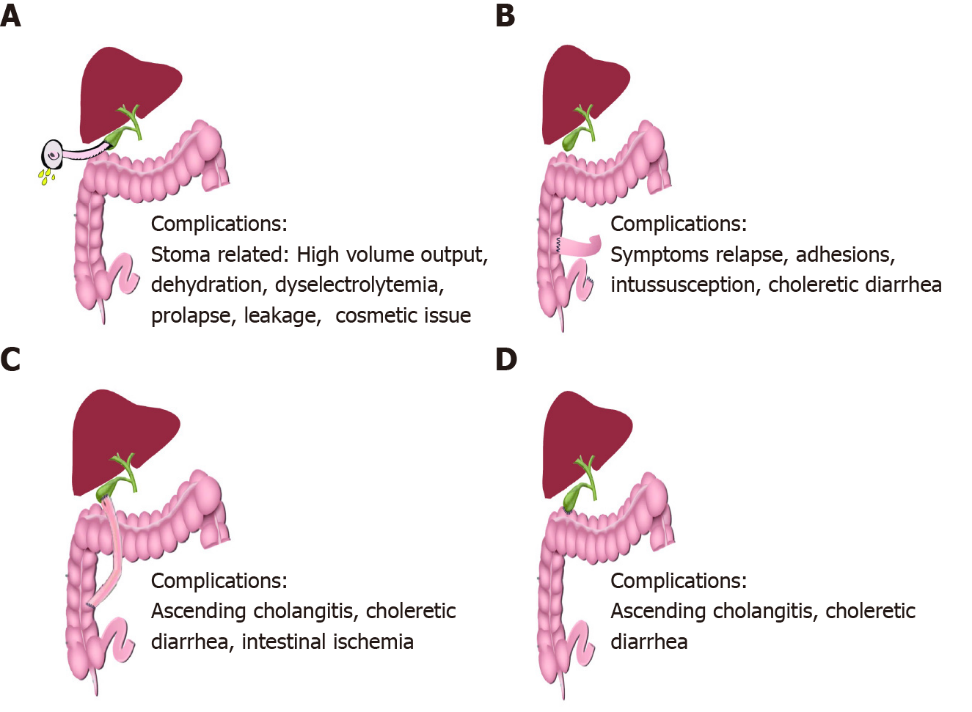 A
Complications:
Stoma related: High volume output,
dehydration, dyselectrolytemia,
prolapse, leakage, cosmetic issue
B
Complications:
Symptoms relapse, adhesions,
intussusception, choleretic diarrhea
C
Complications:
Ascending cholangitis, choleretic
diarrhea, intestinal ischemia
D
Complications:
Ascending cholangitis, choleretic
diarrhea